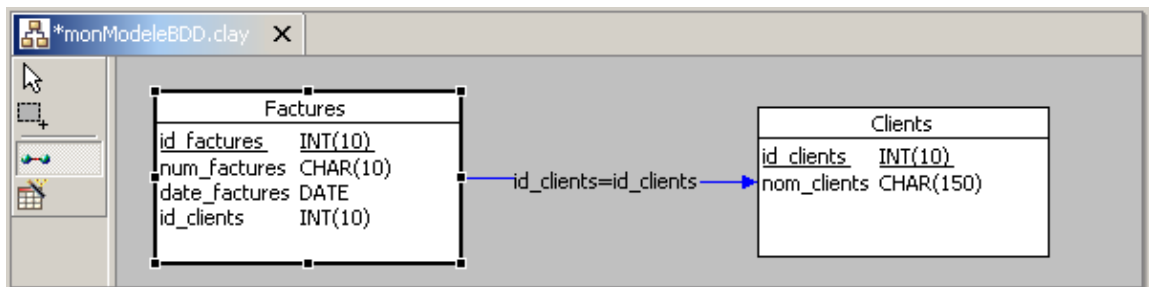 *monModeleBDD.clay X
Factures
id_factures INT(10)
num_factures CHAR(10)
date_factures DATE
id_clients INT(10)
id_clients=id_clients
Clients
id_clients INT(10)
nom_clients CHAR(150)